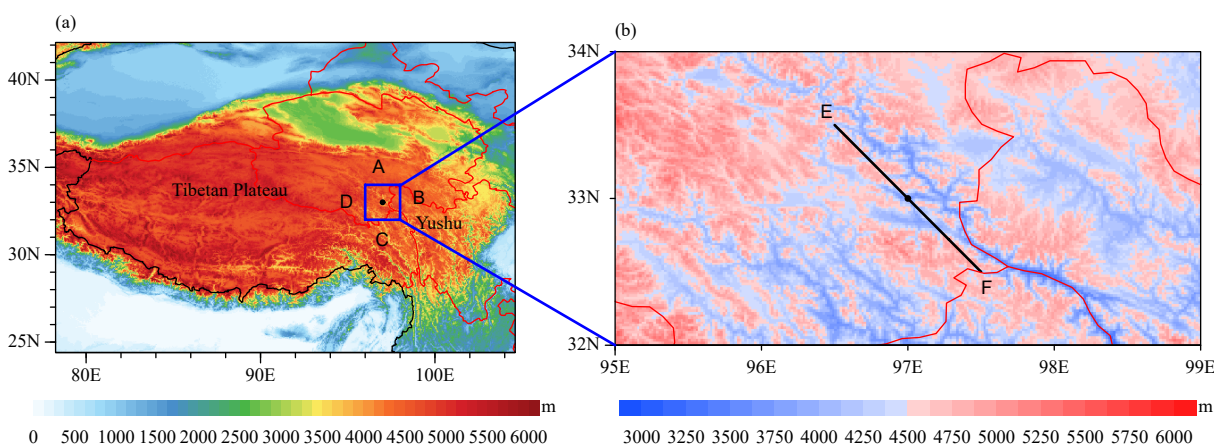 (a)
40N
35N
30N
25N
80E 90E 100E
Tibetan Plateau
A
B
D
C
Yushu
m
0 500 1000 1500 2000 2500 3000 3500 4000 4500 5000 5500 6000
(b)
34N
33N
32N
95E 96E 97E 98E 99E
E
F
m
3000 3250 3500 3750 4000 4250 4500 4750 5000 5250 5500 5750 6000